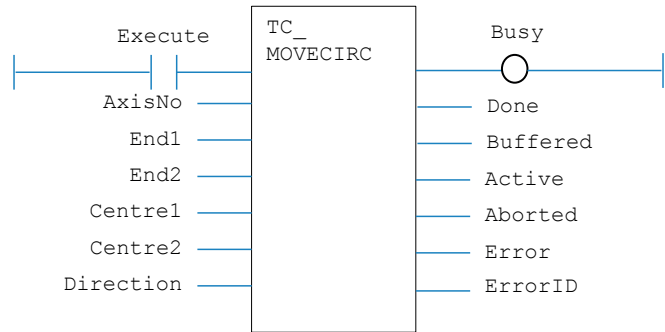 Execute
TC_
MOVECIRC
Busy
AxisNo
Done
End1
Buffered
End2
Active
Centre1
Aborted
Centre2
Error
Direction
ErrorID